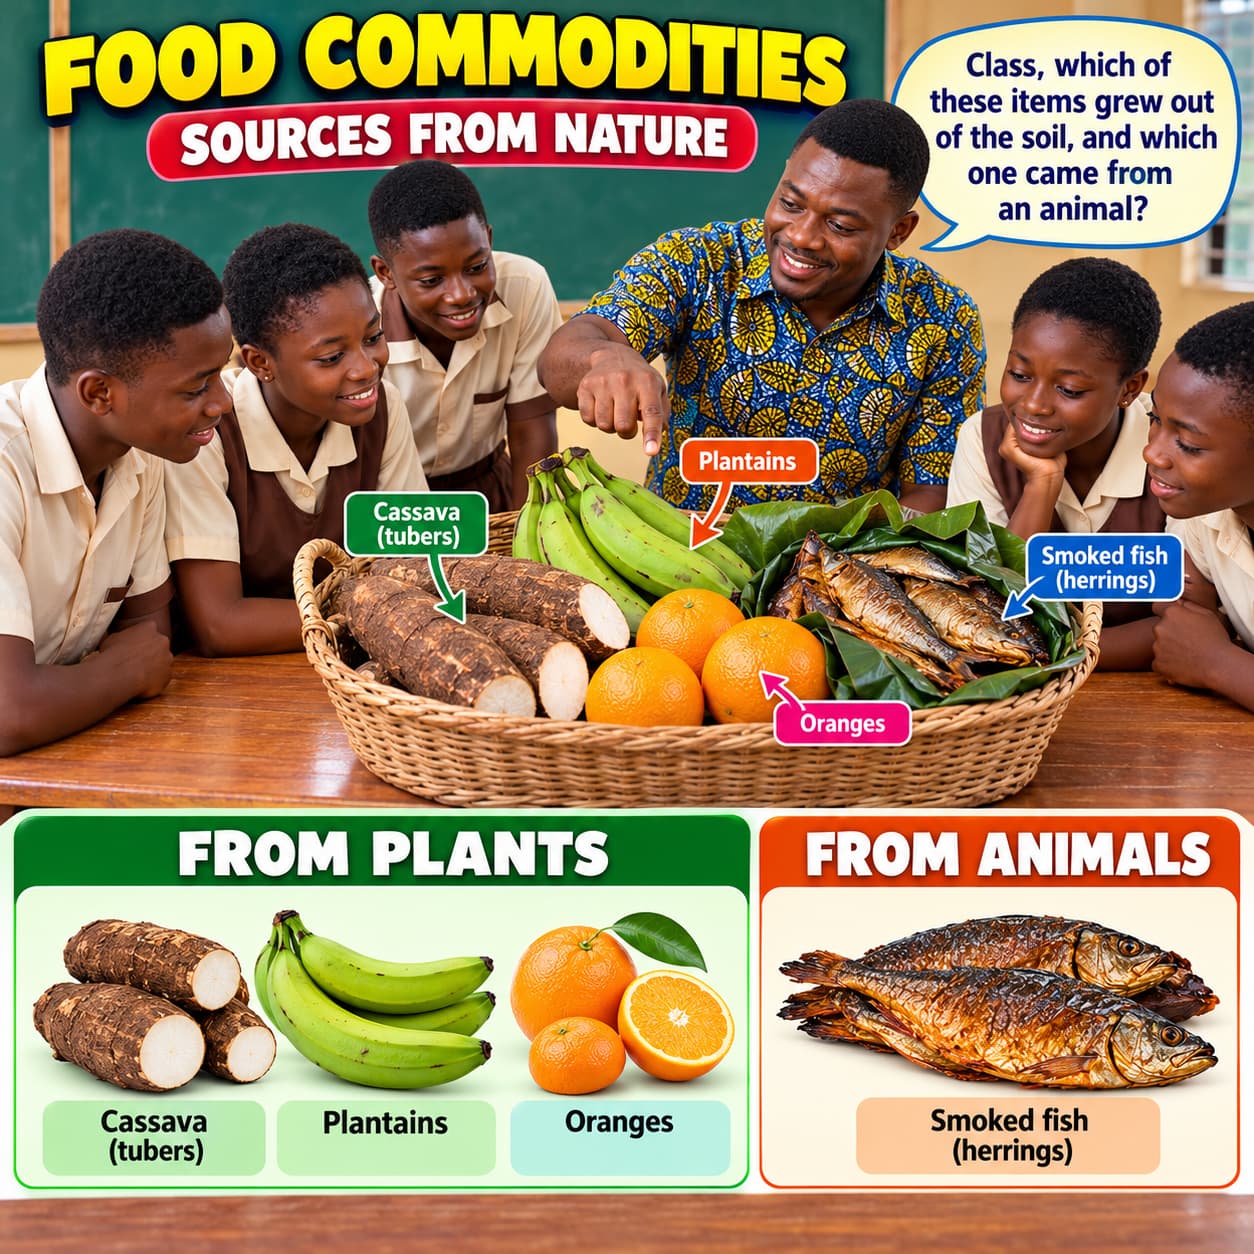 FOOD COMMODITIES
SOURCES FROM NATURE
Class, which of
these items grew out
of the soil, and which
one came from
an animal?
Plantains
Cassava
(tubers)
Smoked fish
(herrings)
Oranges
FROM PLANTS
FROM ANIMALS
Cassava
(tubers)
Plantains
Oranges
Smoked fish
(herrings)